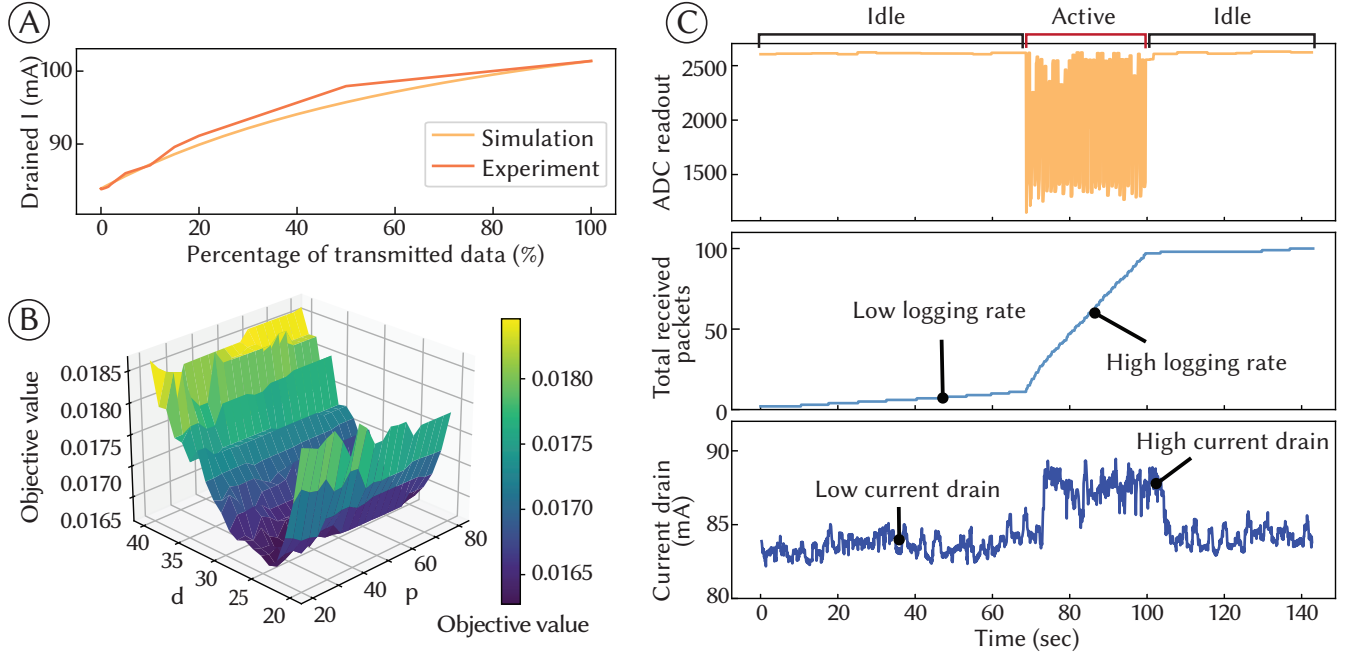 A
100
90
Drained I (mA)
Simulation
Experiment
0
20
40
60
80
100
Percentage of transmitted data (%)
B
0.0185
0.0180
0.0175
0.0170
0.0165
Objective value
40
35
30
25
20
d
20
40
60
80
p
0.0180
0.0175
0.0170
0.0165
Objective value
C
Idle
Active
Idle
2500
2000
1500
ADC readout
100
50
0
Total received
packets
Low logging rate
High logging rate
90
85
80
Current drain
(mA)
Low current drain
High current drain
0
20
40
60
80
100
120
140
Time (sec)